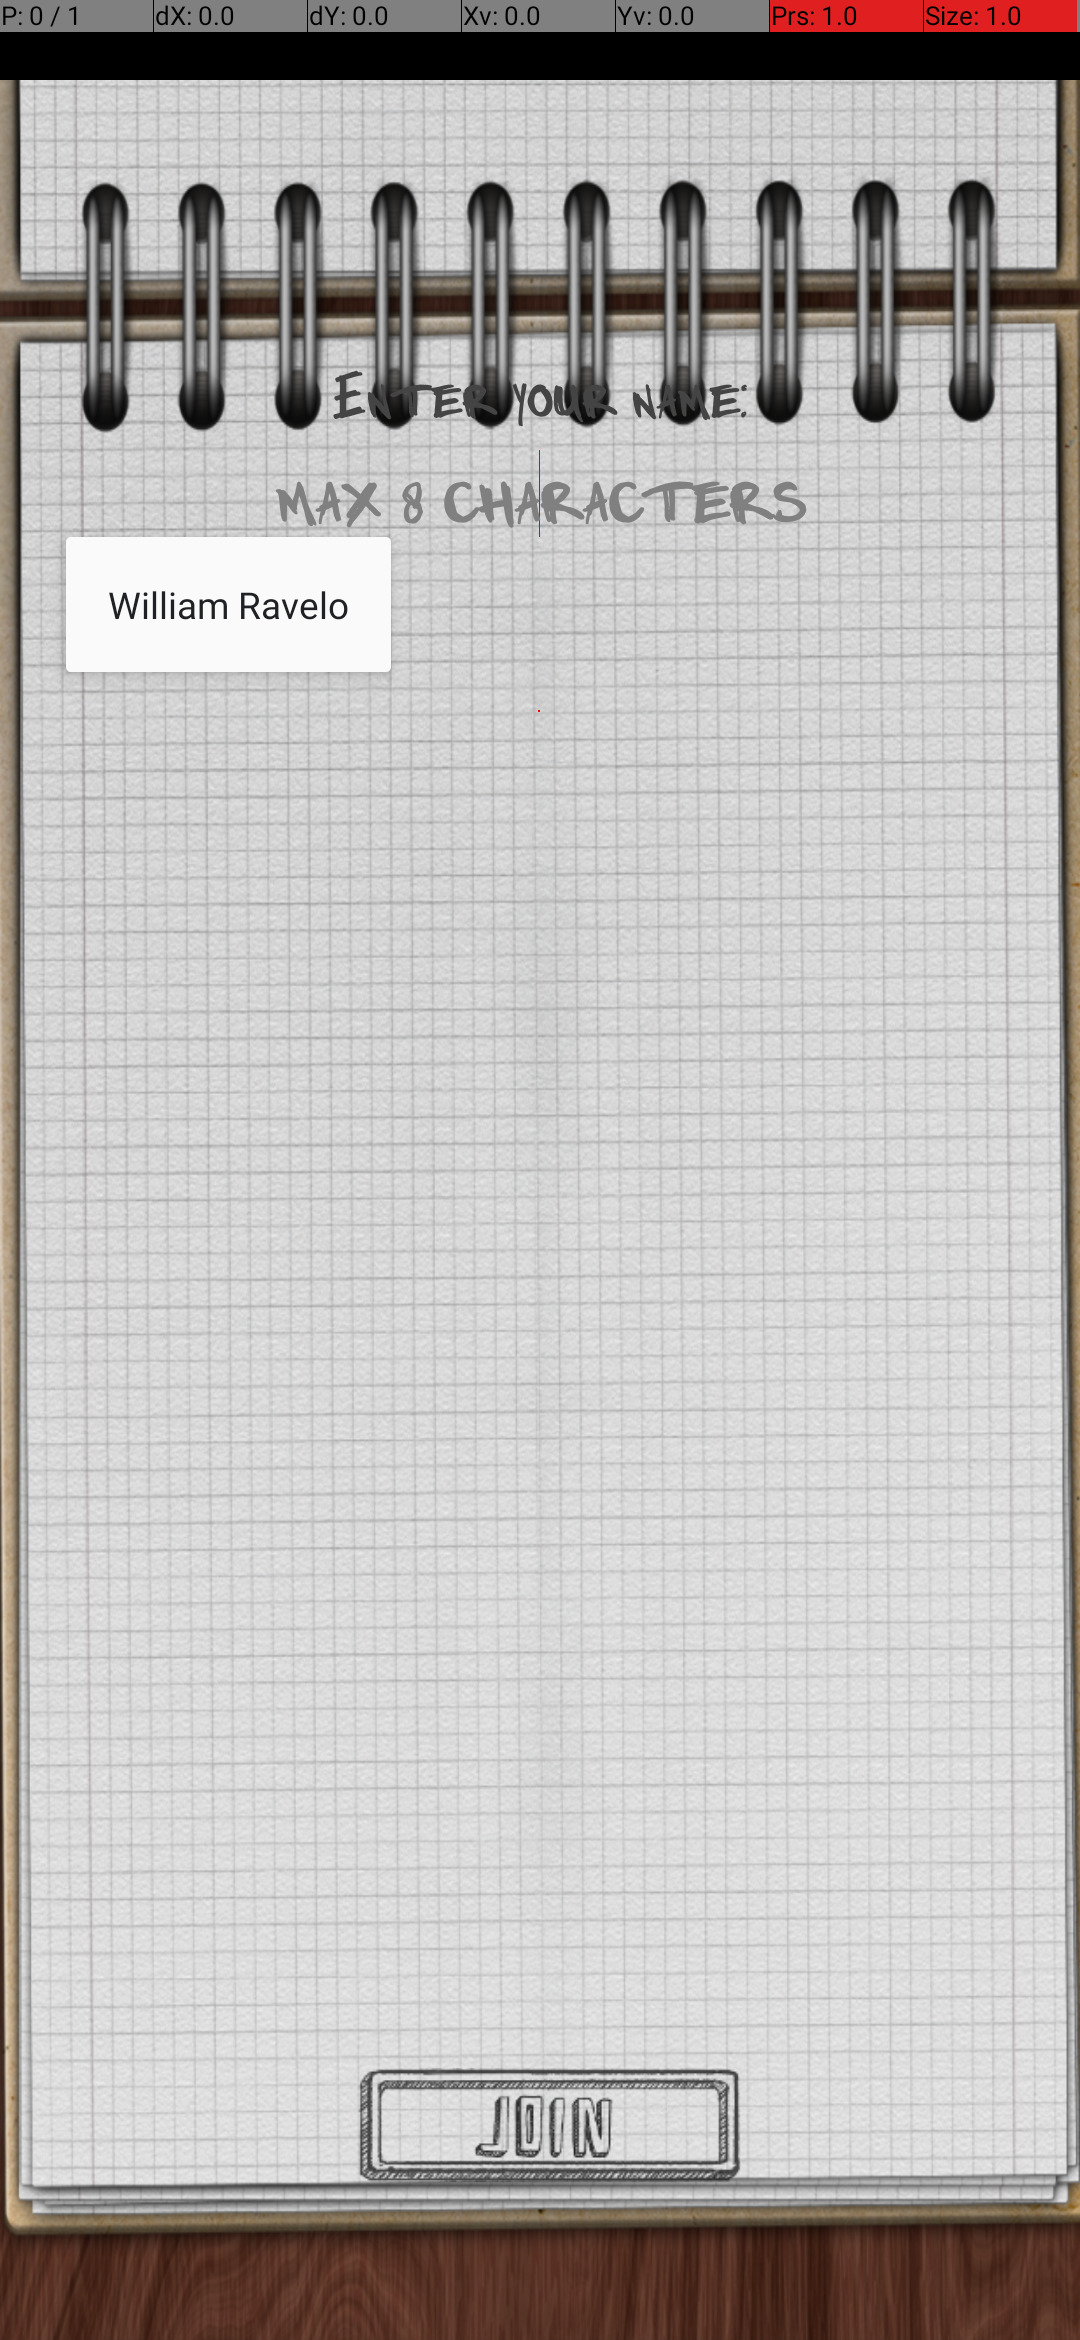 P: 0 / 1 dX: 0.0 dY: 0.0 Xv: 0.0 Yv: 0.0 Prs: 1.0 Size: 1.0
Enter your name:
MAX 8 CHARACTERS
William Ravelo
JOIN